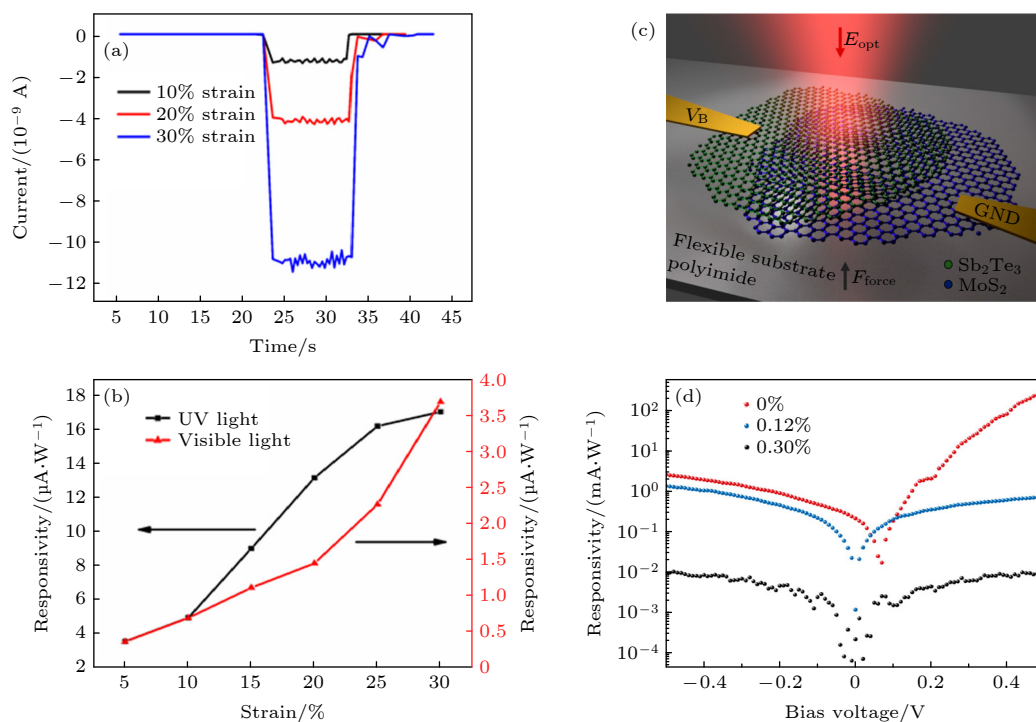 (a)
0
−2
−4
−6
−8
−10
−12
Current/(10⁻⁹ A)
10% strain
20% strain
30% strain
5 10 15 20 25 30 35 40 45
Time/s
(c)
E_opt
V_B
GND
Flexible substrate
polyimide
F_force
Sb₂Te₃
MoS₂
(b)
18
16
14
12
10
8
6
4
2
Responsivity/(μA·W⁻¹)
UV light
Visible light
4.0
3.5
3.0
2.5
2.0
1.5
1.0
0.5
0
Responsivity/(μA·W⁻¹)
5 10 15 20 25 30
Strain/%
(d)
10²
10¹
10⁰
10⁻¹
10⁻²
10⁻³
10⁻⁴
Responsivity/(mA·W⁻¹)
0%
0.12%
0.30%
−0.4 −0.2 0 0.2 0.4
Bias voltage/V